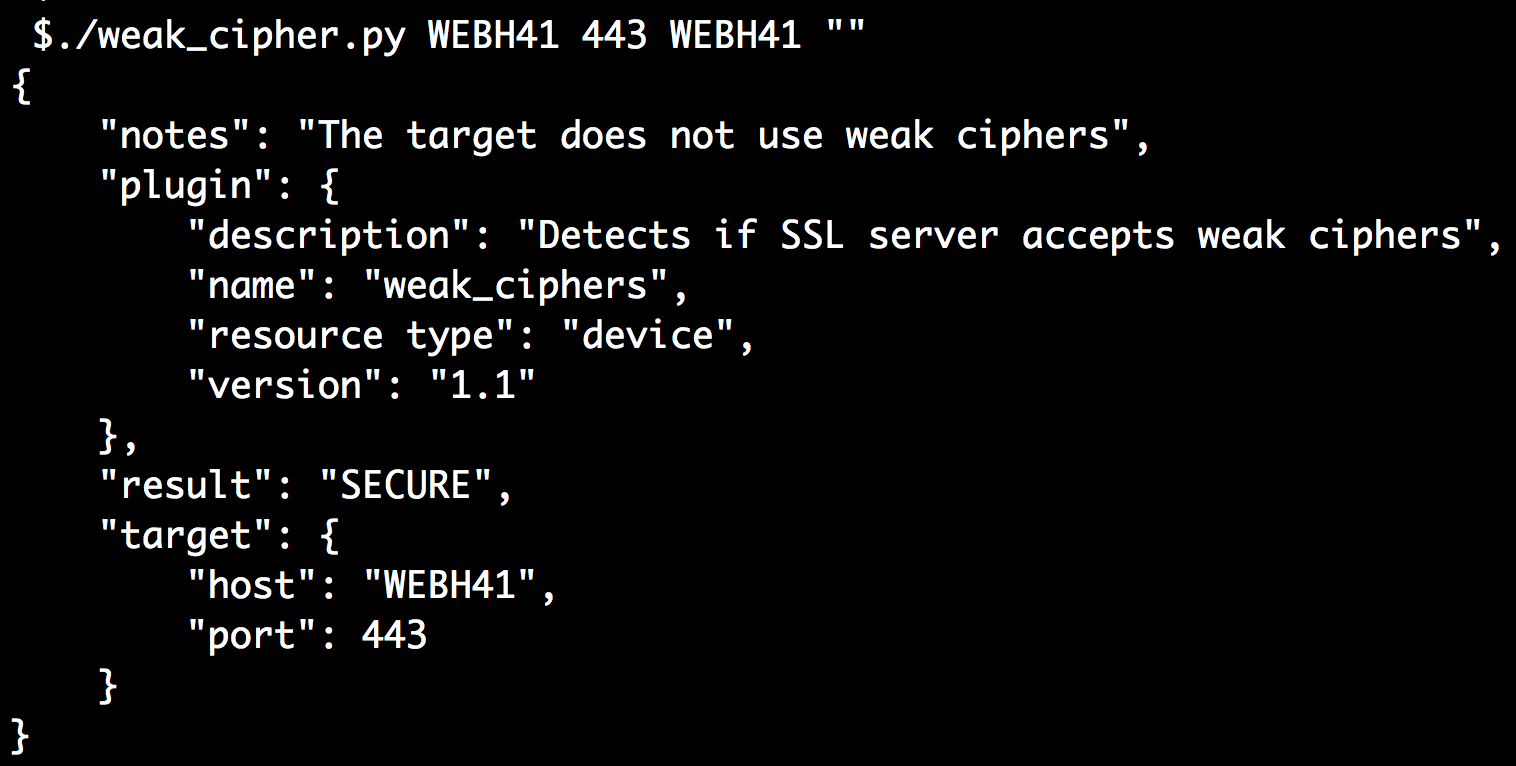 $./weak_cipher.py WEBH41 443 WEBH41 ""
{
    "notes": "The target does not use weak ciphers",
    "plugin": {
        "description": "Detects if SSL server accepts weak ciphers",
        "name": "weak_ciphers",
        "resource type": "device",
        "version": "1.1"
    },
    "result": "SECURE",
    "target": {
        "host": "WEBH41",
        "port": 443
    }
}